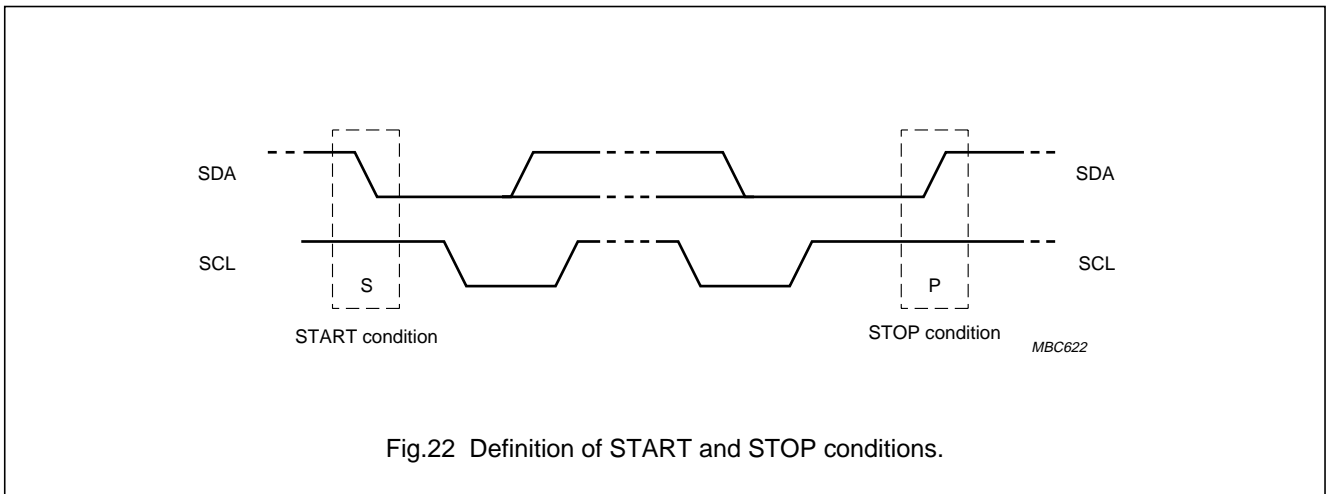 SDA
SDA
SCL
SCL
S
P
START condition
STOP condition
MBC622
Fig.22 Definition of START and STOP conditions.